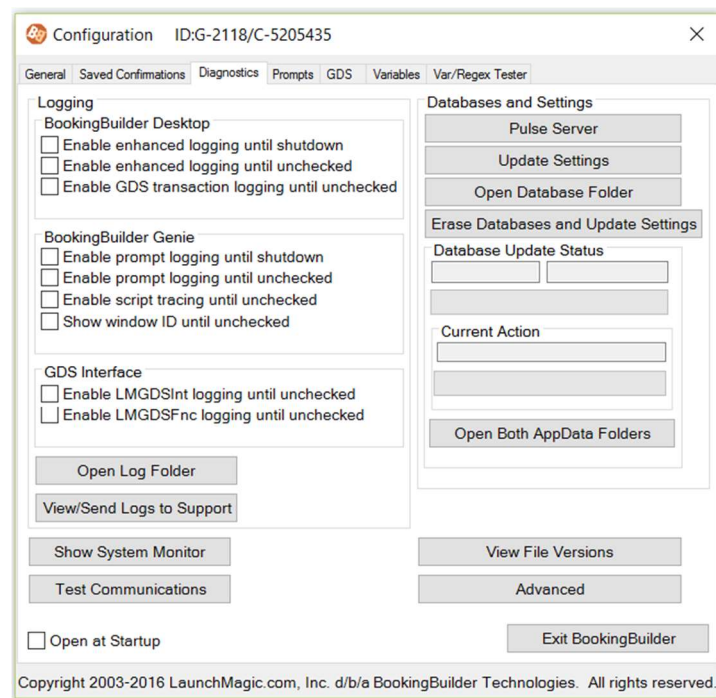 Configuration ID:G-2118/C-5205435
General Saved Confirmations Diagnostics Prompts GDS Variables Var/Regex Tester
Logging
BookingBuilder Desktop
Enable enhanced logging until shutdown
Enable enhanced logging until unchecked
Enable GDS transaction logging until unchecked
BookingBuilder Genie
Enable prompt logging until shutdown
Enable prompt logging until unchecked
Enable script tracing until unchecked
Show window ID until unchecked
GDS Interface
Enable LMGDSInt logging until unchecked
Enable LMGDSFnc logging until unchecked
Open Log Folder
View/Send Logs to Support
Databases and Settings
Pulse Server
Update Settings
Open Database Folder
Erase Databases and Update Settings
Database Update Status
Current Action
Open Both AppData Folders
Show System Monitor
View File Versions
Test Communications
Advanced
Open at Startup
Exit BookingBuilder
Copyright 2003-2016 LaunchMagic.com, Inc. d/b/a BookingBuilder Technologies. All rights reserved.